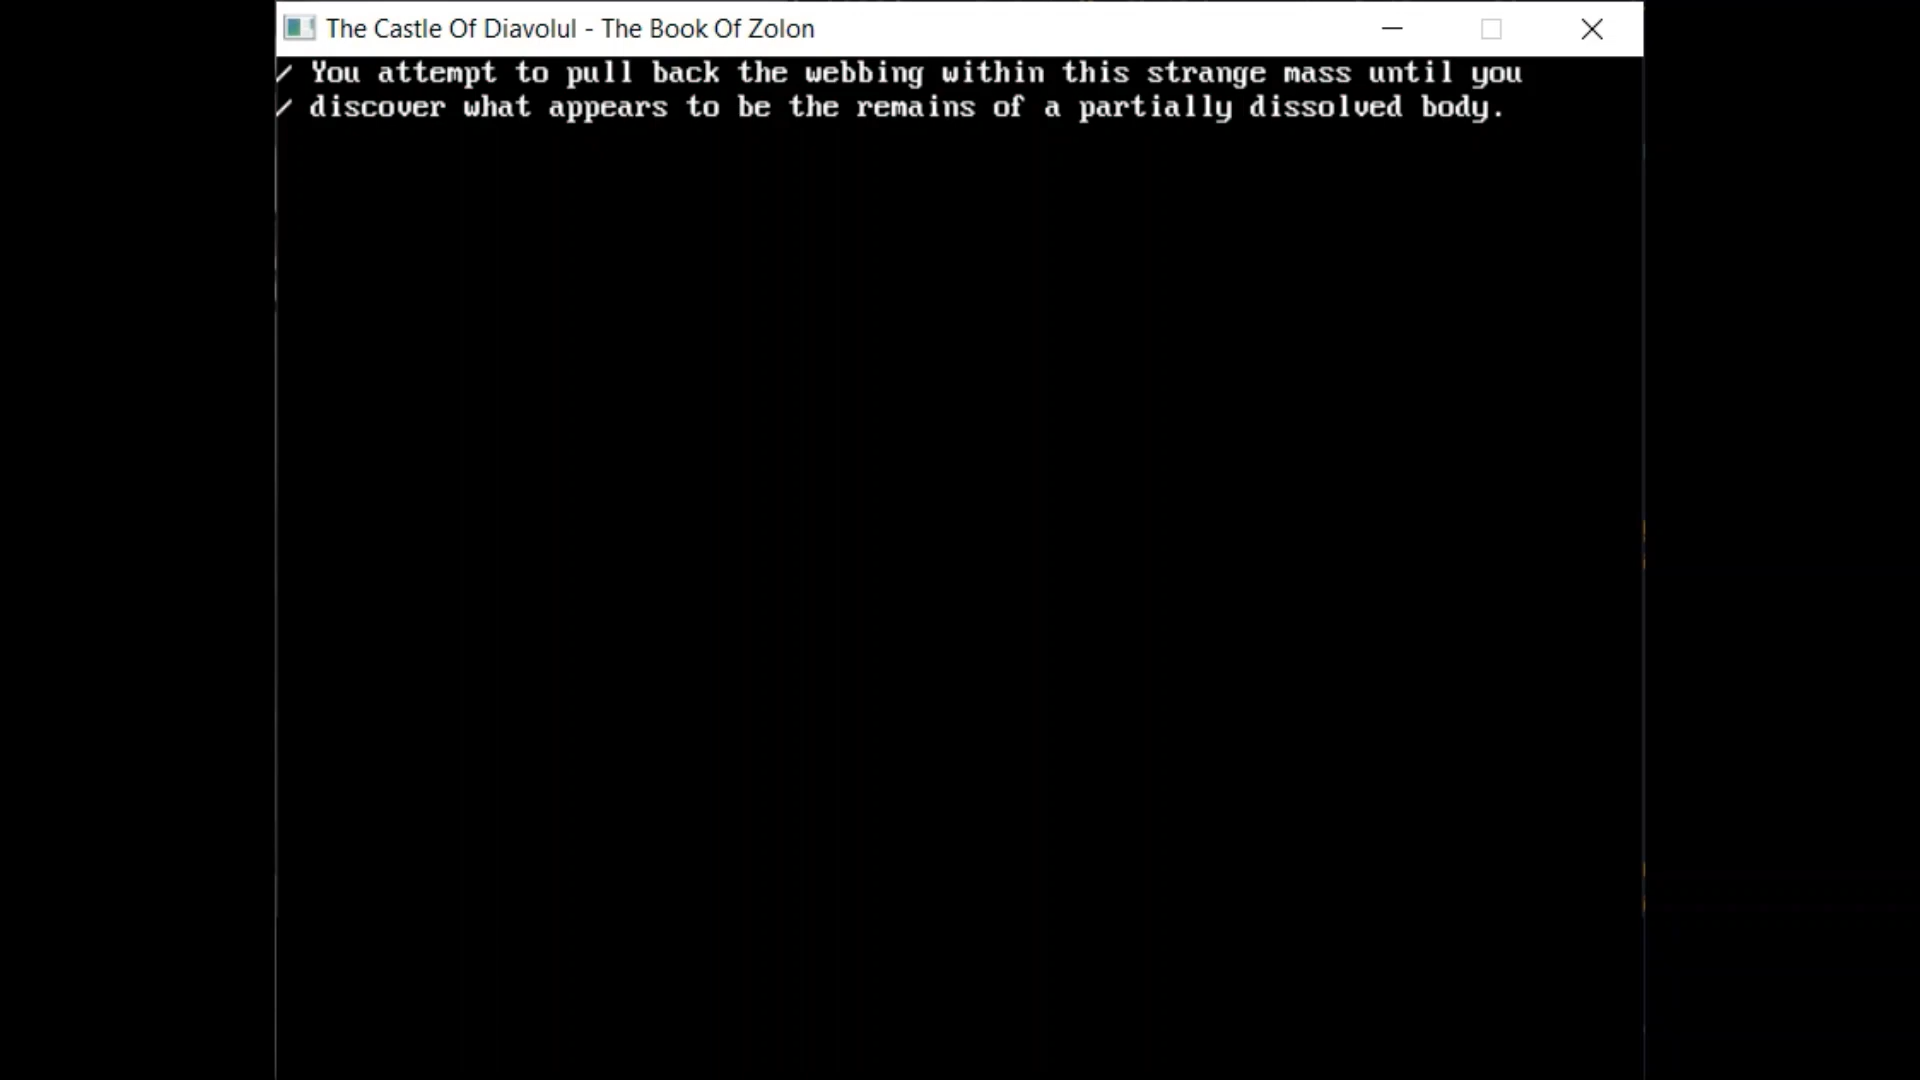 The Castle Of Diavolul - The Book Of Zolon
/ You attempt to pull back the webbing within this strange mass until you
/ discover what appears to be the remains of a partially dissolved body.